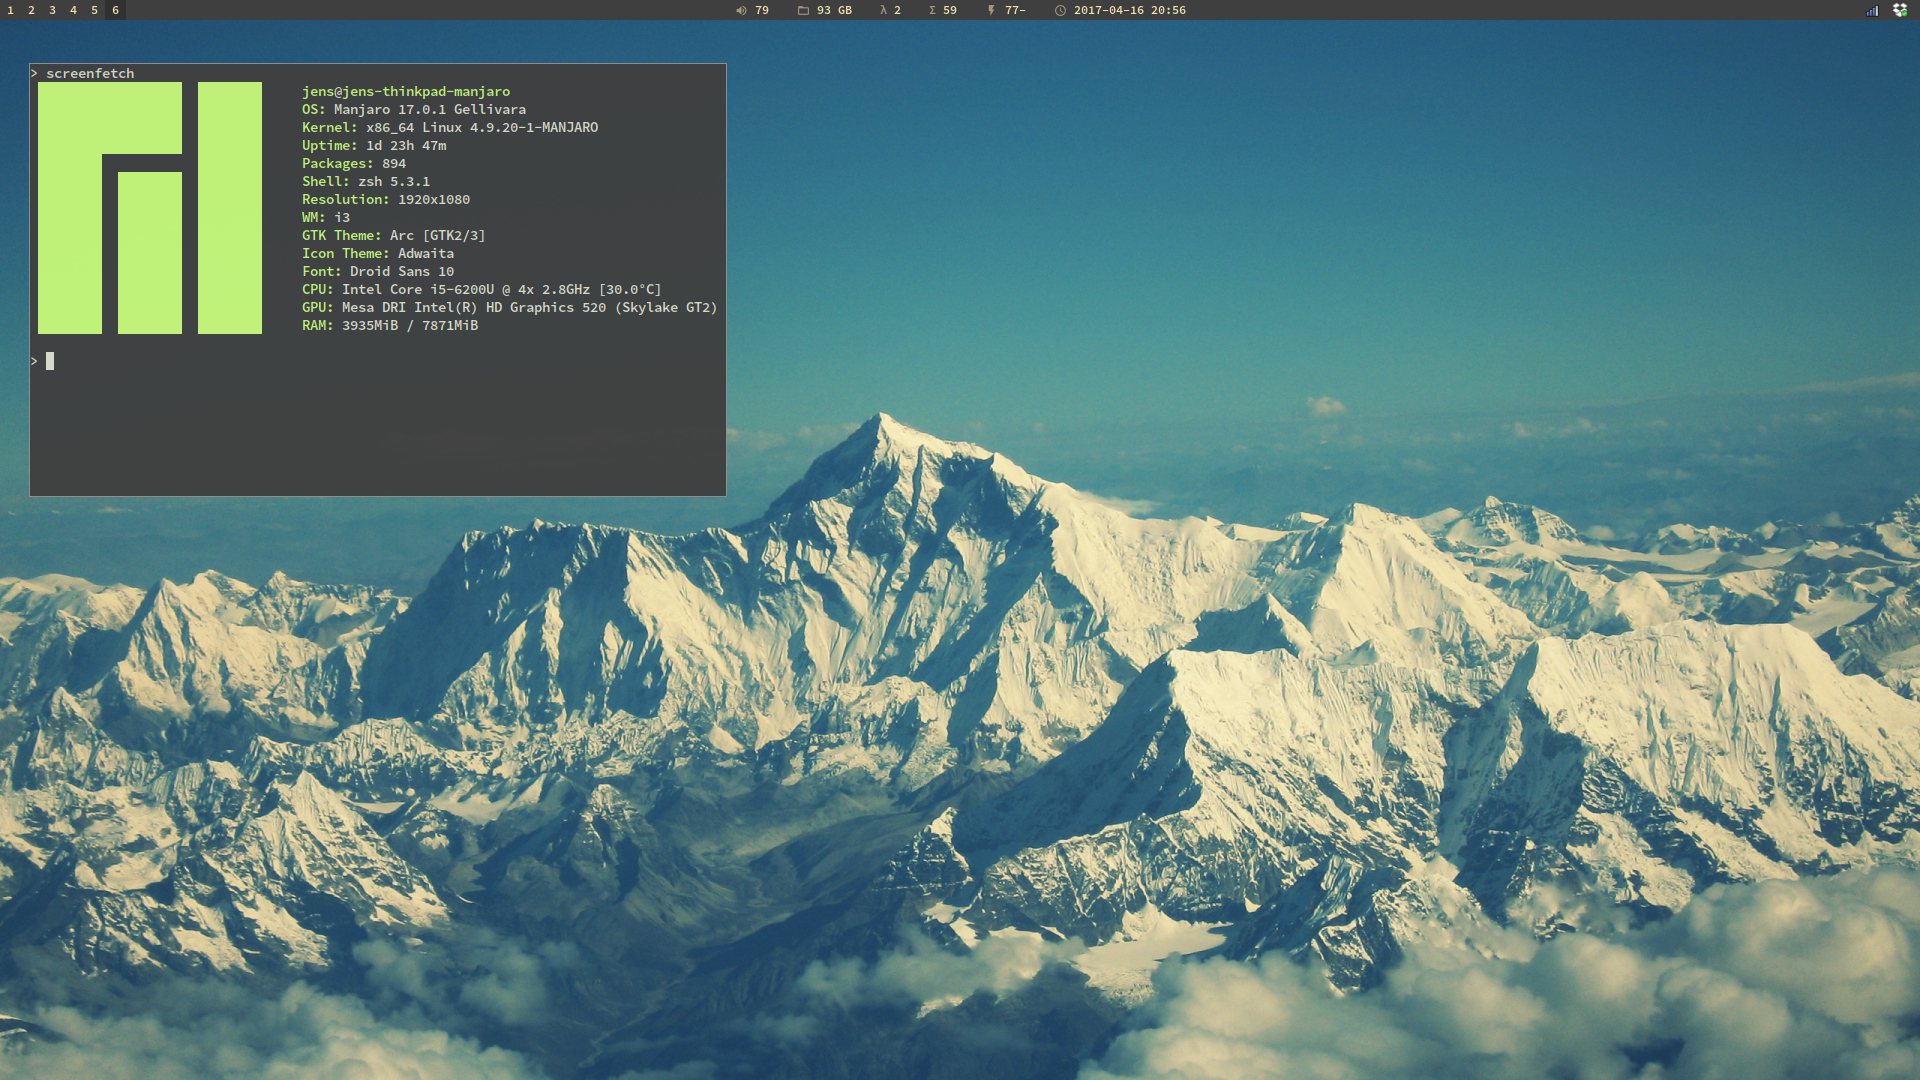 1 2 3 4 5 6 79 93 GB λ 2 Σ 59 77- 2017-04-16 20:56
> screenfetch
jens@jens-thinkpad-manjaro
OS: Manjaro 17.0.1 Gellivara
Kernel: x86_64 Linux 4.9.20-1-MANJARO
Uptime: 1d 23h 47m
Packages: 894
Shell: zsh 5.3.1
Resolution: 1920x1080
WM: i3
GTK Theme: Arc [GTK2/3]
Icon Theme: Adwaita
Font: Droid Sans 10
CPU: Intel Core i5-6200U @ 4x 2.8GHz [30.0°C]
GPU: Mesa DRI Intel(R) HD Graphics 520 (Skylake GT2)
RAM: 3935MiB / 7871MiB
>